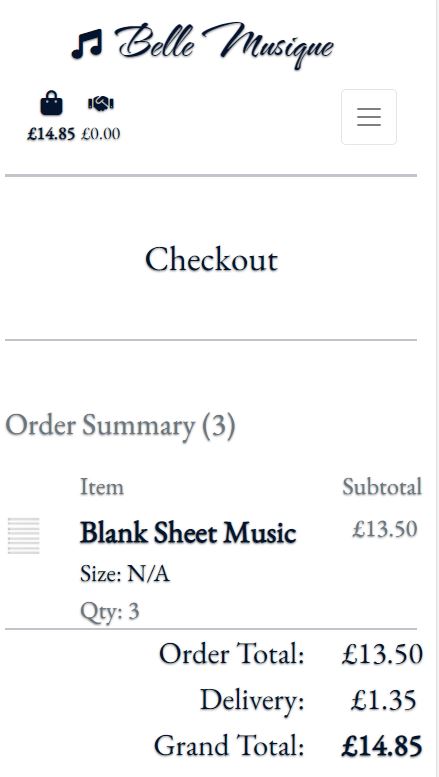 Belle Musique
£14.85 £0.00
Checkout
Order Summary (3)
Item Subtotal
Blank Sheet Music £13.50
Size: N/A
Qty: 3
Order Total: £13.50
Delivery: £1.35
Grand Total: £14.85